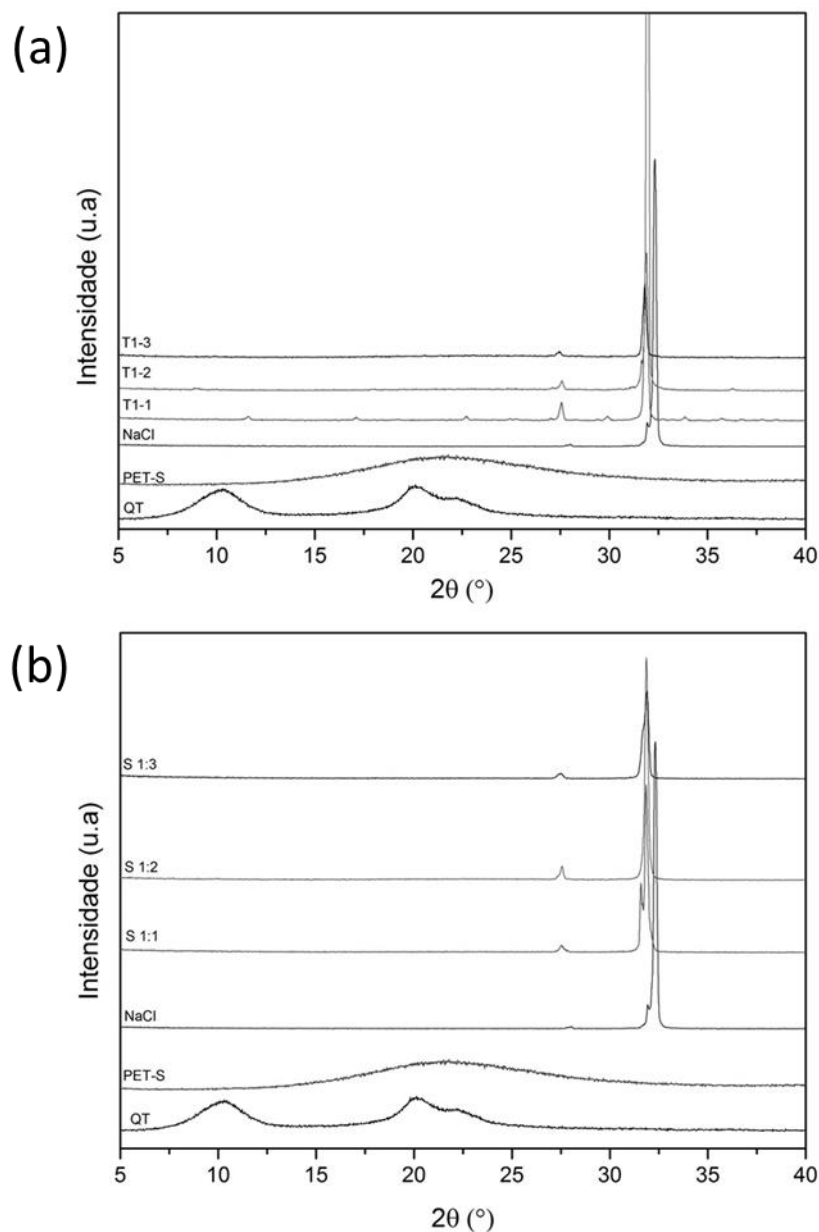 (a)
Intensidade (u.a)
T1-3
T1-2
T1-1
NaCl
PET-S
QT
5 10 15 20 25 30 35 40
2θ (°)
(b)
Intensidade (u.a)
S 1:3
S 1:2
S 1:1
NaCl
PET-S
QT
5 10 15 20 25 30 35 40
2θ (°)